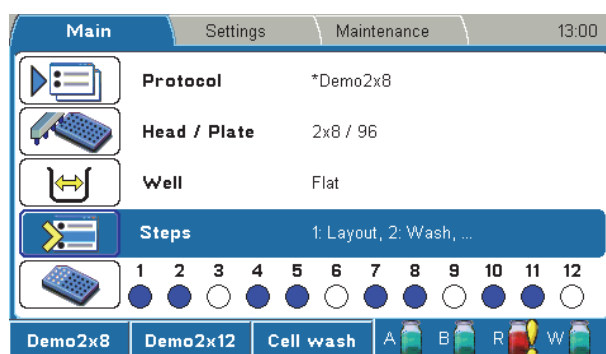 Main Settings Maintenance 13:00
Protocol *Demo2x8
Head / Plate 2x8 / 96
Well Flat
Steps 1: Layout, 2: Wash, ...
1 2 3 4 5 6 7 8 9 10 11 12
Demo2x8 Demo2x12 Cell wash A B R W